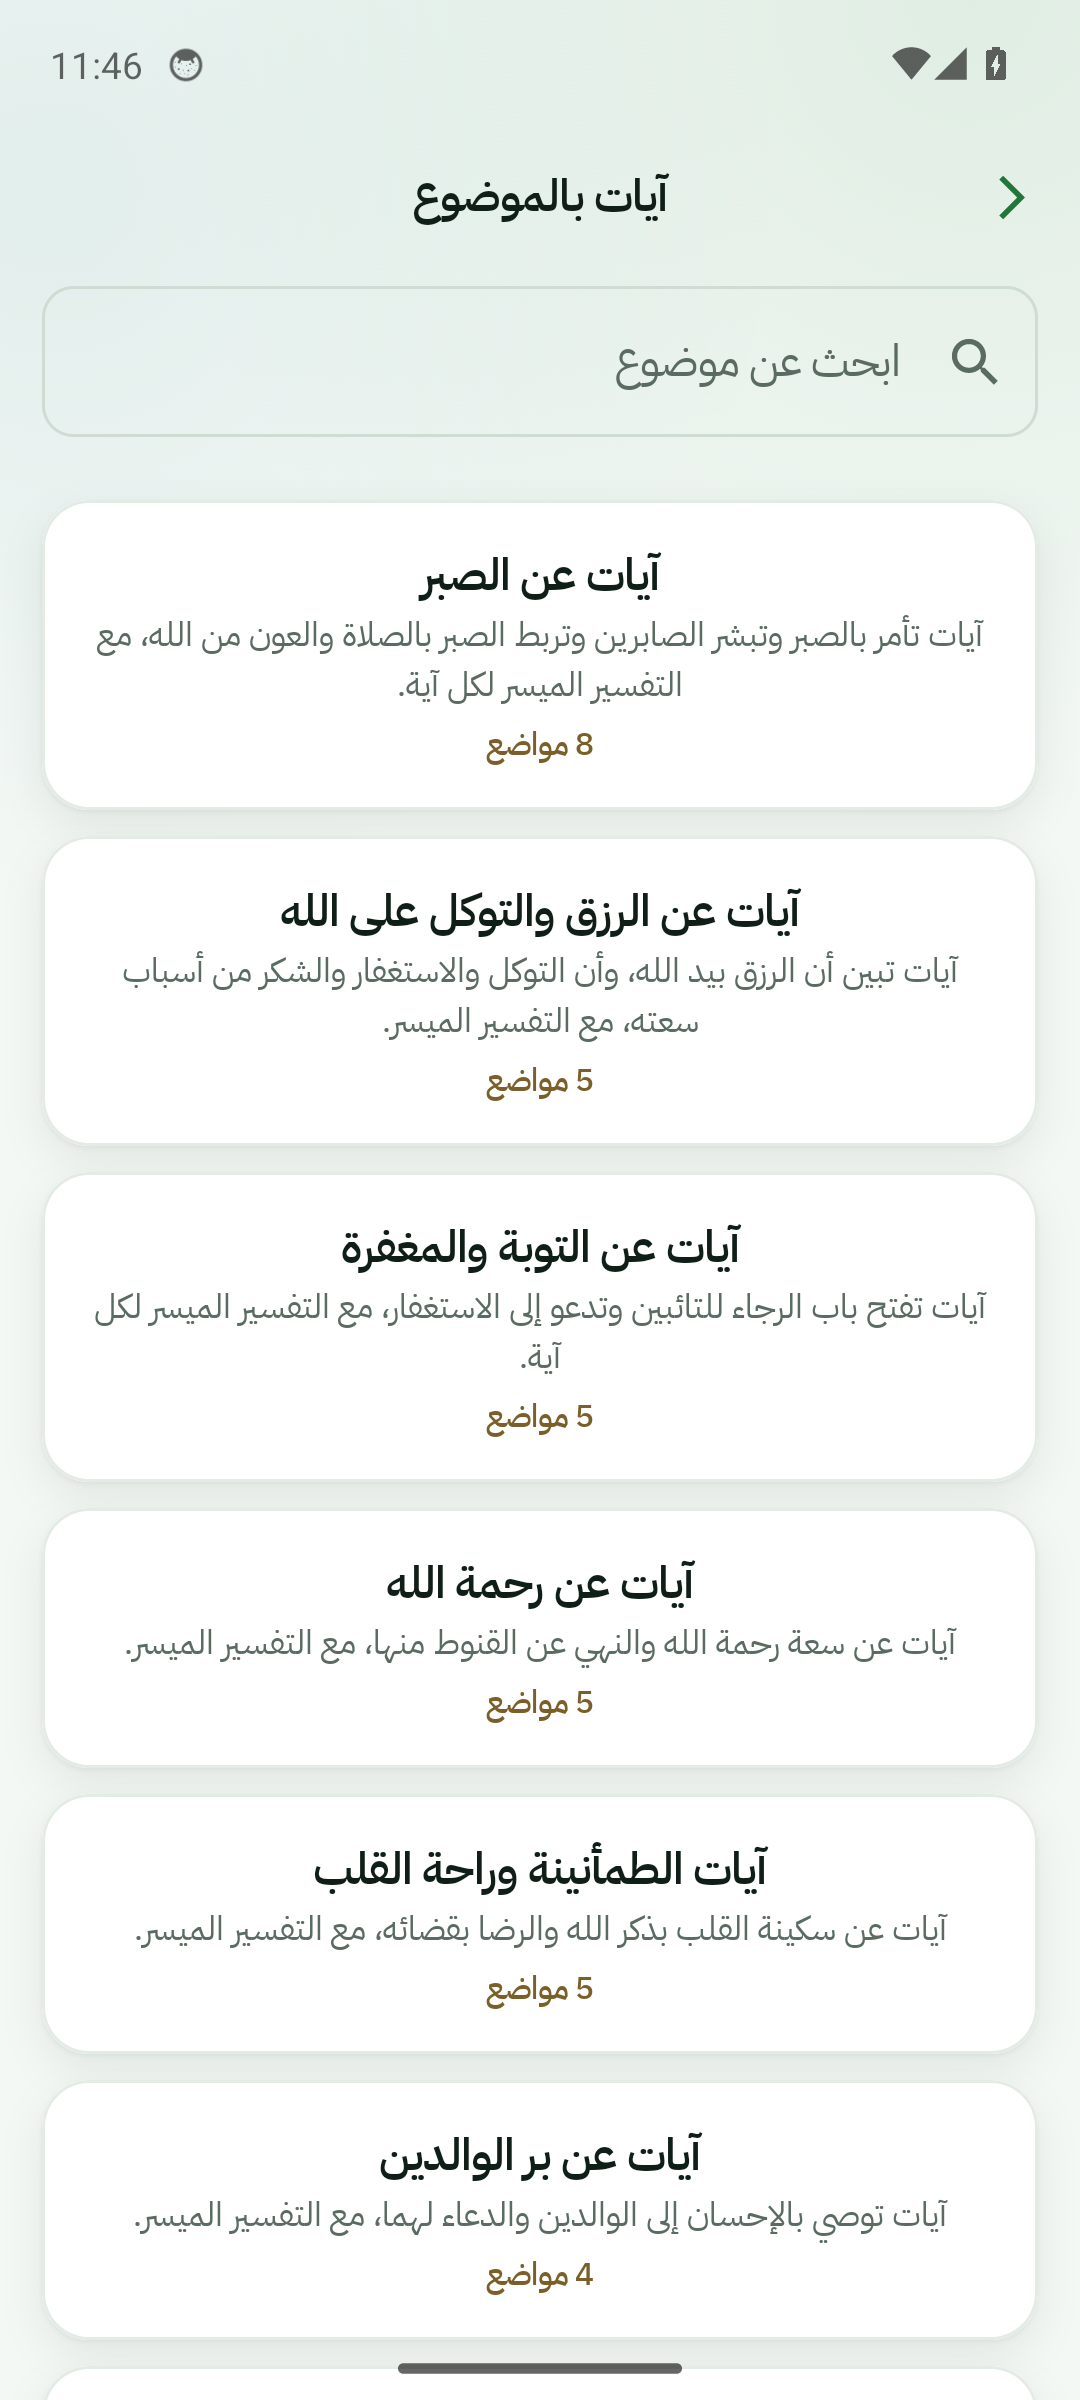 11:46
آيات بالموضوع
ابحث عن موضوع
آيات عن الصبر
آيات تأمر بالصبر وتبشر الصابرين وتربط الصبر بالصلاة والعون من الله، مع
التفسير الميسر لكل آية.
8 مواضع
آيات عن الرزق والتوكل على الله
آيات تبين أن الرزق بيد الله، وأن التوكل والاستغفار والشكر من أسباب
سعته، مع التفسير الميسر.
5 مواضع
آيات عن التوبة والمغفرة
آيات تفتح باب الرجاء للتائبين وتدعو إلى الاستغفار، مع التفسير الميسر لكل
آية.
5 مواضع
آيات عن رحمة الله
آيات عن سعة رحمة الله والنهي عن القنوط منها، مع التفسير الميسر.
5 مواضع
آيات الطمأنينة وراحة القلب
آيات عن سكينة القلب بذكر الله والرضا بقضائه، مع التفسير الميسر.
5 مواضع
آيات عن بر الوالدين
آيات توصي بالإحسان إلى الوالدين والدعاء لهما، مع التفسير الميسر.
4 مواضع